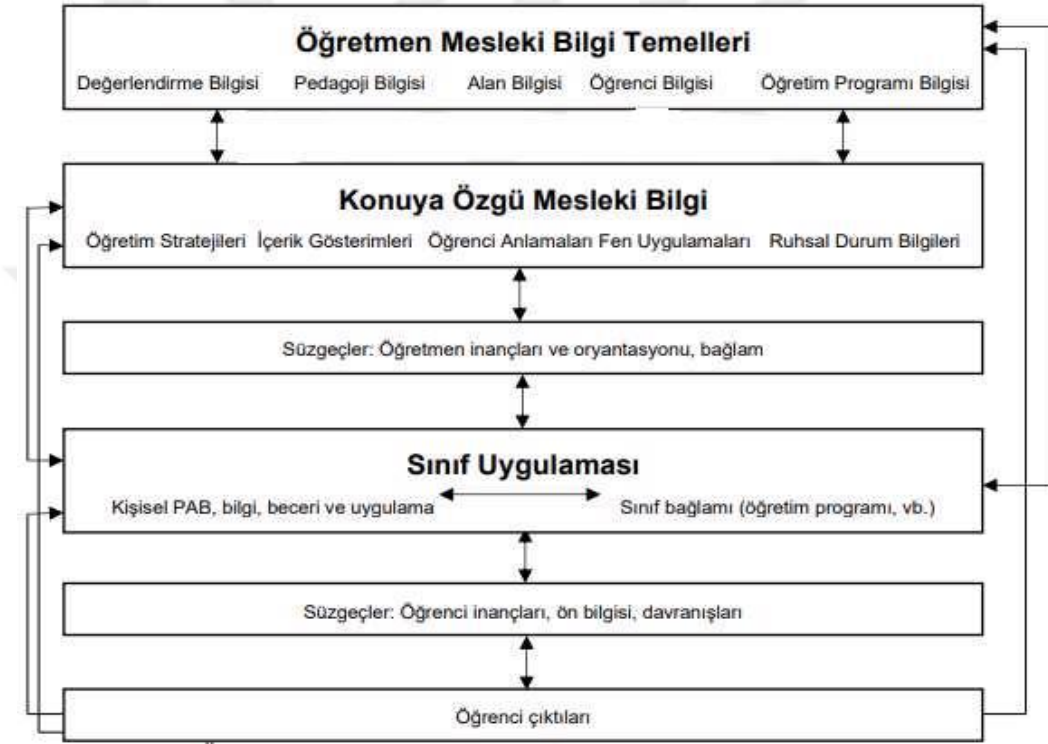 Öğretmen Mesleki Bilgi Temelleri
Değerlendirme Bilgisi Pedagoji Bilgisi Alan Bilgisi Öğrenci Bilgisi Öğretim Programı Bilgisi
Konuya Özgü Mesleki Bilgi
Öğretim Stratejileri İçerik Gösterimleri Öğrenci Anlamaları Fen Uygulamaları Ruhsal Durum Bilgileri
Süzgeçler: Öğretmen inançları ve oryantasyonu, bağlam
Sınıf Uygulaması
Kişisel PAB, bilgi, beceri ve uygulama Sınıf bağlamı (öğretim programı, vb.)
Süzgeçler: Öğrenci inançları, ön bilgisi, davranışları
Öğrenci çıktıları